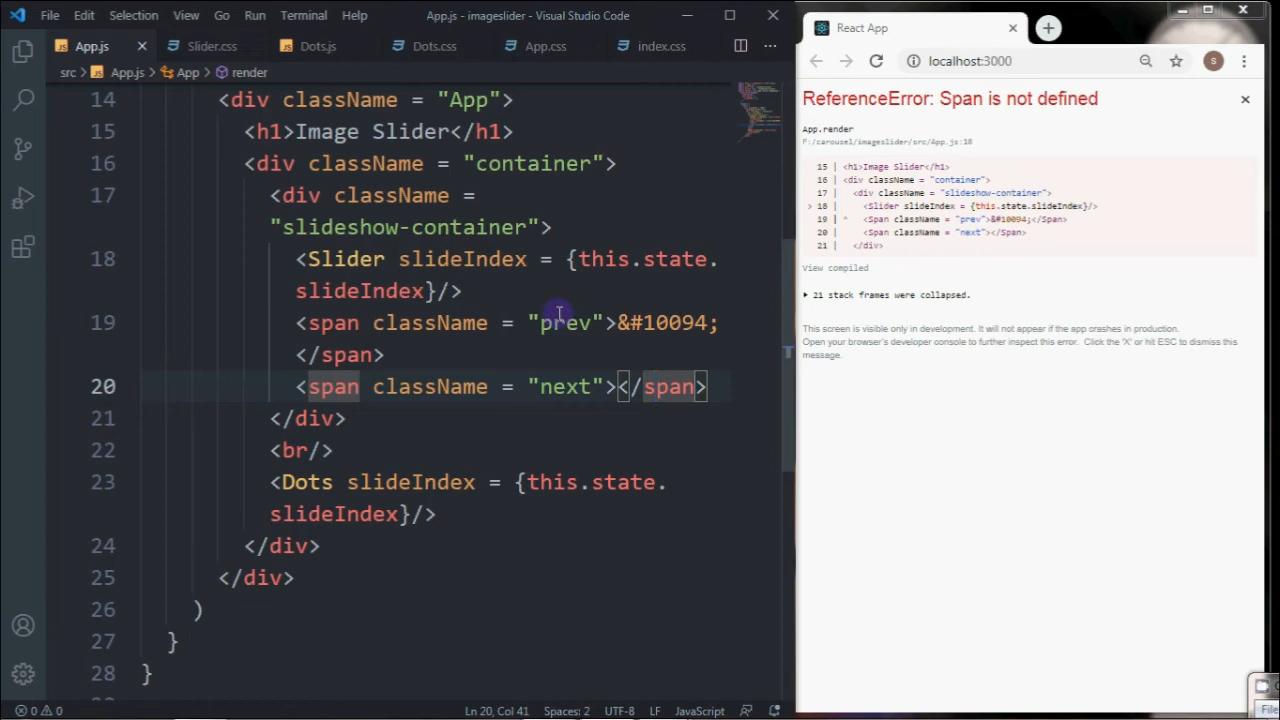 File Edit Selection View Go Run Terminal Help App.js - imageslider - Visual Studio Code
App.js Slider.css Dots.js Dots.css App.css index.css
src > App.js > App > render
14 <div className = "App">
15 <h1>Image Slider</h1>
16 <div className = "container">
17 <div className =
"slideshow-container">
18 <Slider slideIndex = {this.state.
slideIndex}/>
19 <span className = "prev">&#10094;
</span>
20 <span className = "next"></span>
21 </div>
22 <br/>
23 <Dots slideIndex = {this.state.
slideIndex}/>
24 </div>
25 </div>
26 )
27 }
28 }
0 0 Ln 20, Col 41 Spaces: 2 UTF-8 LF JavaScript
React App
localhost:3000
S
ReferenceError: Span is not defined
App.render
F:/carousel/imageslider/src/App.js:18
15 | <h1>Image Slider</h1>
16 | <div className = "container">
17 | <div className = "slideshow-container">
> 18 | <Slider slideIndex = {this.state.slideIndex}/>
19 | ^ <Span className = "prev">&#10094;</Span>
20 | <Span className = "next"></Span>
21 | </div>
View compiled
21 stack frames were collapsed.
This screen is visible only in development. It will not appear if the app crashes in production.
Open your browser's developer console to further inspect this error. Click the 'X' or hit ESC to dismiss this
message.
File